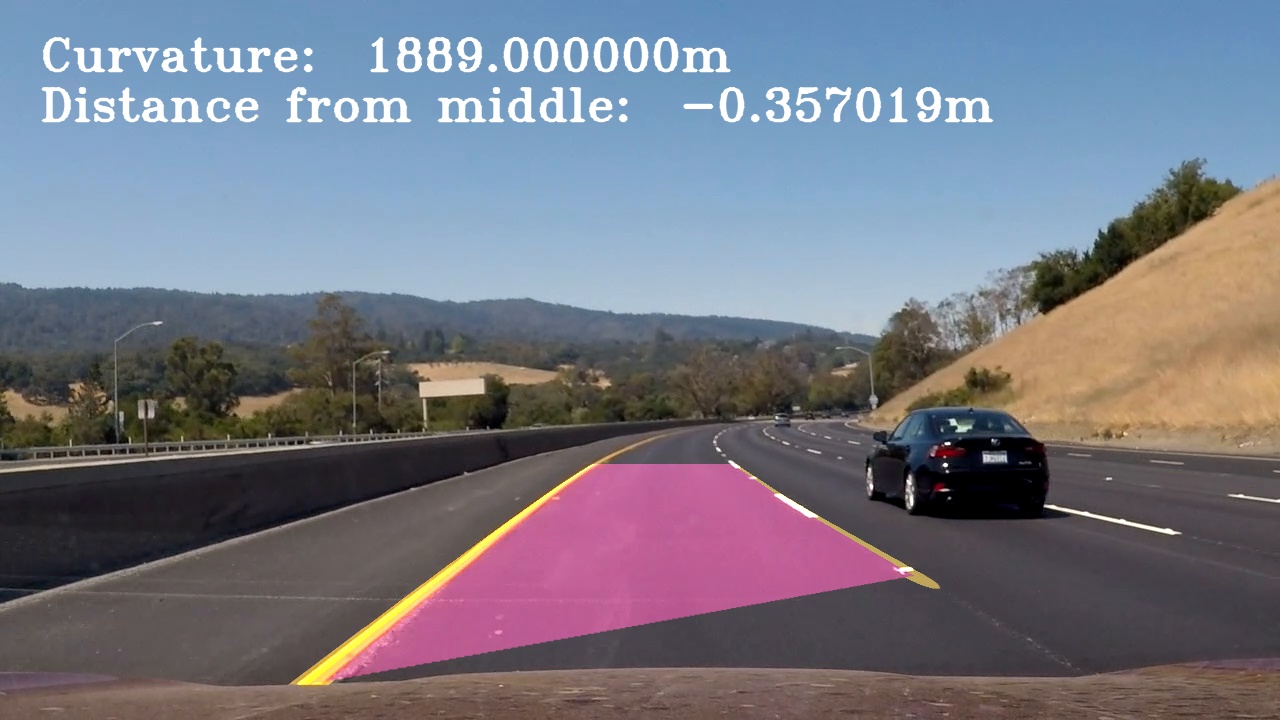 Curvature:  1889.000000m
Distance from middle:  −0.357019m